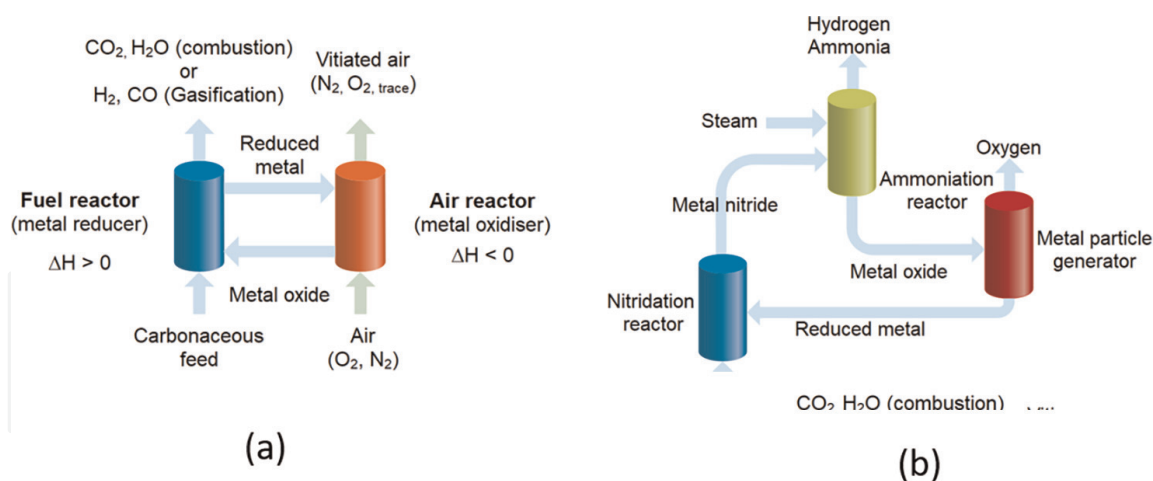 CO₂, H₂O (combustion)
or
H₂, CO (Gasification)
Vitiated air
(N₂, O₂, trace)
Reduced
metal
Fuel reactor
(metal reducer)
ΔH > 0
Air reactor
(metal oxidiser)
ΔH < 0
Metal oxide
Carbonaceous
feed
Air
(O₂, N₂)
(a)
Hydrogen
Ammonia
Steam
Oxygen
Ammoniation
reactor
Metal nitride
Metal particle
generator
Metal oxide
Nitridation
reactor
Reduced metal
CO₂ H₂O (combustion)
(b)